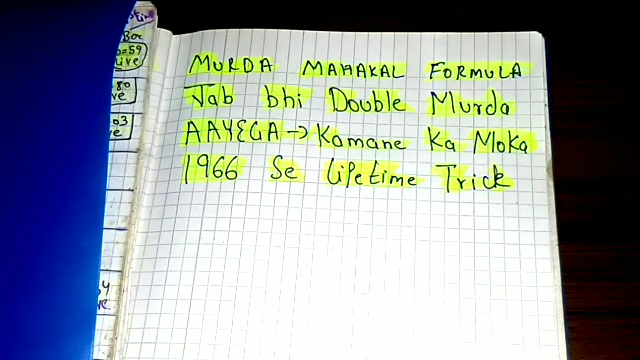 MURDA MAHAKAL FORMULA
Jab bhi Double Murda
AAYEGA → Kamane Ka Moka
1966 Se Lifetime Trick